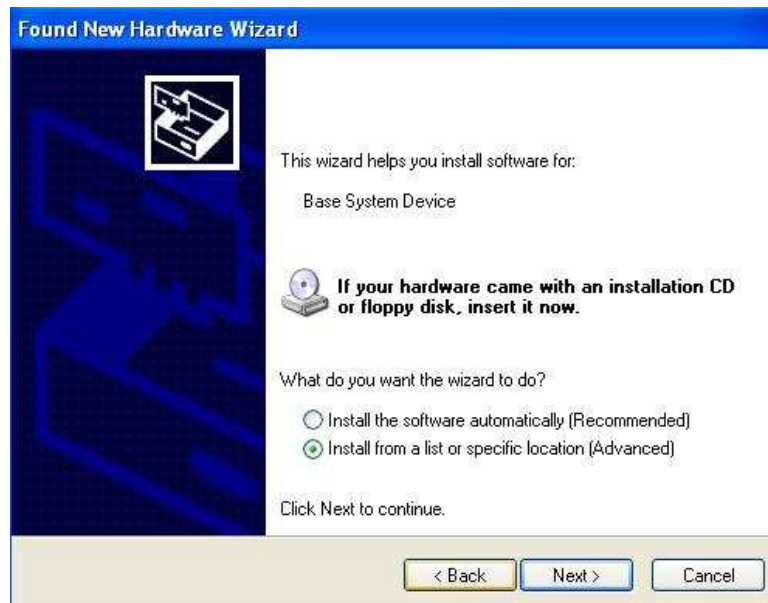 Found New Hardware Wizard
This wizard helps you install software for:
Base System Device
If your hardware came with an installation CD
or floppy disk, insert it now.
What do you want the wizard to do?
Install the software automatically (Recommended)
Install from a list or specific location (Advanced)
Click Next to continue.
< Back Next > Cancel